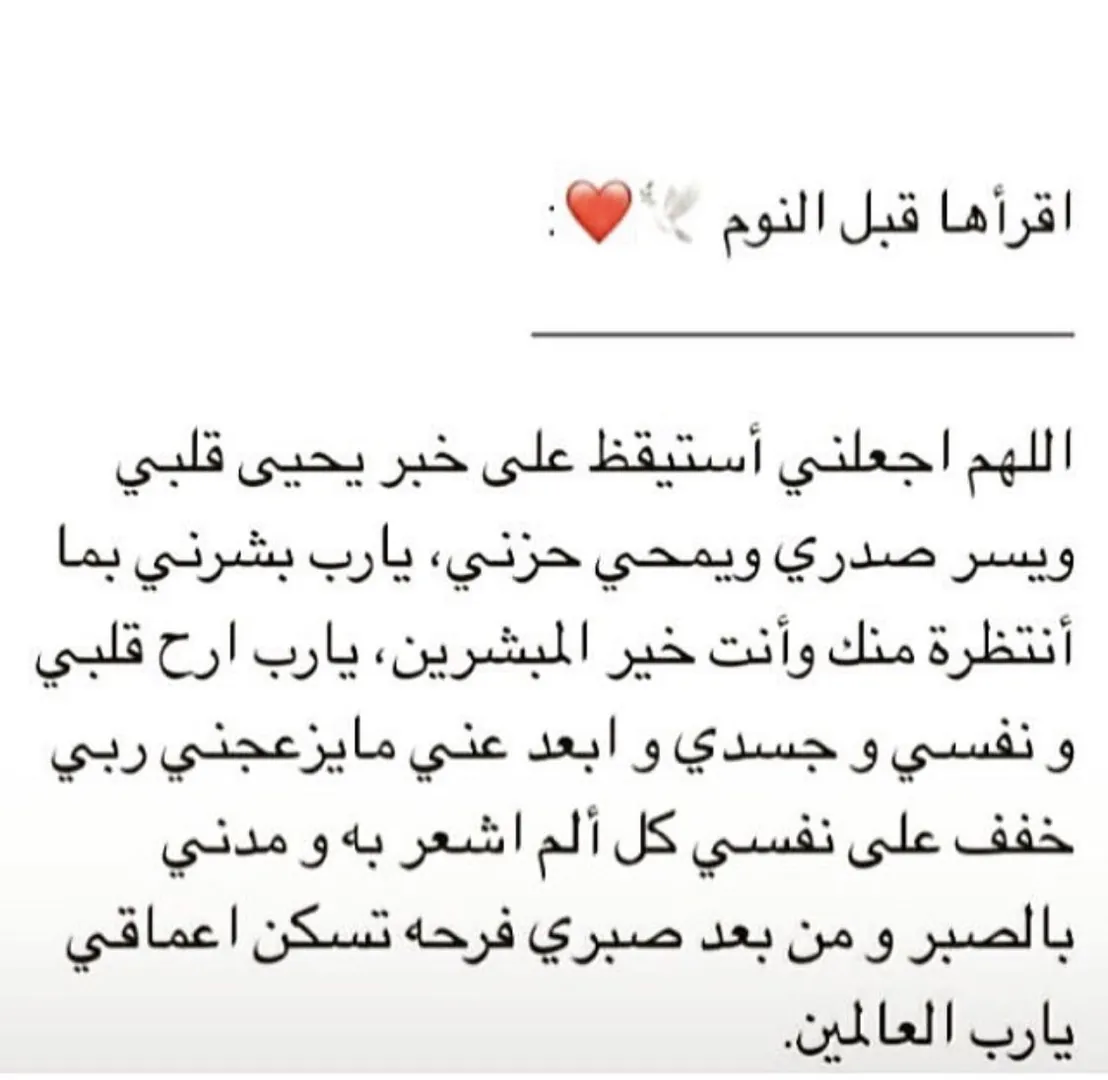 اقرأها قبل النوم 🕊️❤️:
اللهم اجعلني أستيقظ على خبر يحيى قلبي
ويسر صدري ويمحي حزني، يارب بشرني بما
أنتظرة منك وأنت خير المبشرين، يارب ارح قلبي
و نفسي و جسدي و ابعد عني مايزعجني ربي
خفف على نفسي كل ألم اشعر به و مدني
بالصبر و من بعد صبري فرحه تسكن اعماقي
يارب العالمين.